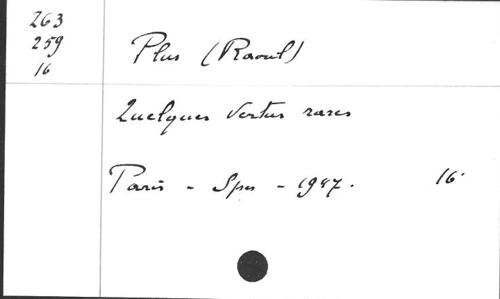 263
259
16
Plus (Raoul)
Quelques vertus rares
Paris - Spes - 1947. 16°